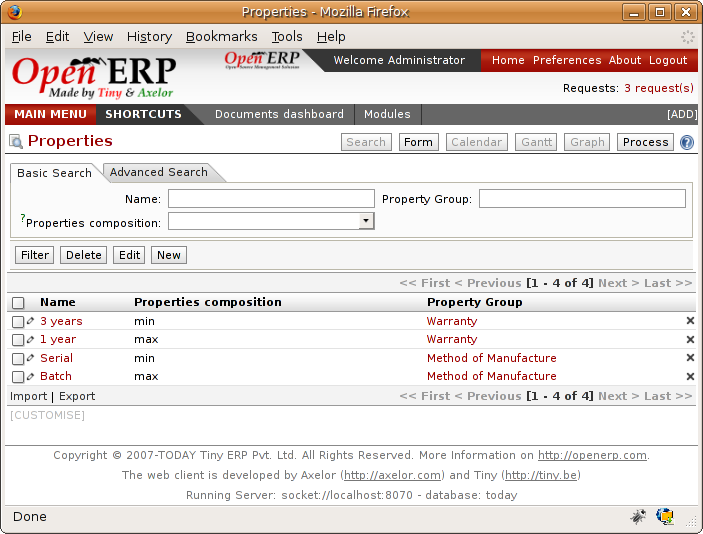 Properties - Mozilla Firefox
File Edit View History Bookmarks Tools Help
Open ERP
Made by Tiny & Axelor
Open ERP
Open Source Management Solution
Welcome Administrator
Home Preferences About Logout
Requests: 3 request(s)
MAIN MENU SHORTCUTS Documents dashboard Modules [ADD]
Properties Search Form Calendar Gantt Graph Process ?
Basic Search Advanced Search
Name: Property Group:
?Properties composition:
Filter Delete Edit New
<< First < Previous [1 - 4 of 4] Next > Last >>
Name Properties composition Property Group
3 years min Warranty
1 year max Warranty
Serial min Method of Manufacture
Batch max Method of Manufacture
Import | Export << First < Previous [1 - 4 of 4] Next > Last >>
[CUSTOMISE]
Copyright © 2007-TODAY Tiny ERP Pvt. Ltd. All Rights Reserved. More Information on http://openerp.com.
The web client is developed by Axelor (http://axelor.com) and Tiny (http://tiny.be)
Running Server: socket://localhost:8070 - database: today
Done